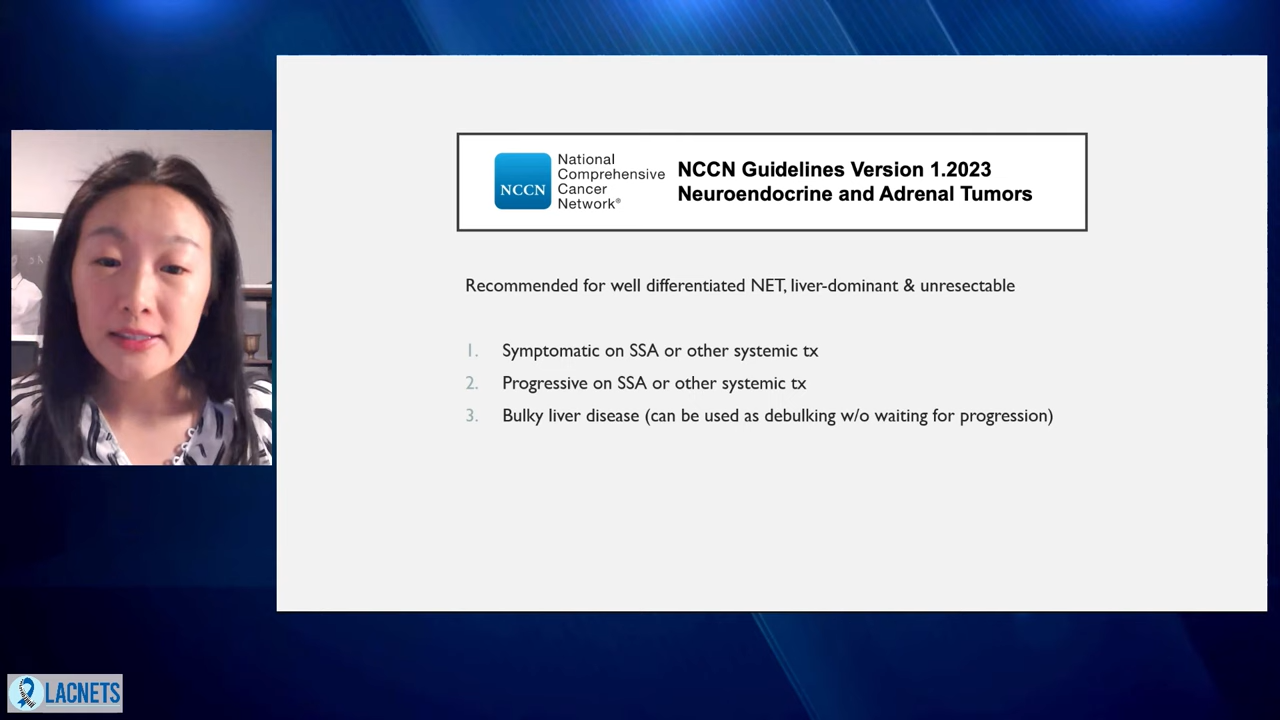 National
Comprehensive
Cancer
Network®
NCCN
NCCN Guidelines Version 1.2023
Neuroendocrine and Adrenal Tumors
Recommended for well differentiated NET, liver-dominant & unresectable
1. Symptomatic on SSA or other systemic tx
2. Progressive on SSA or other systemic tx
3. Bulky liver disease (can be used as debulking w/o waiting for progression)
LACNETS